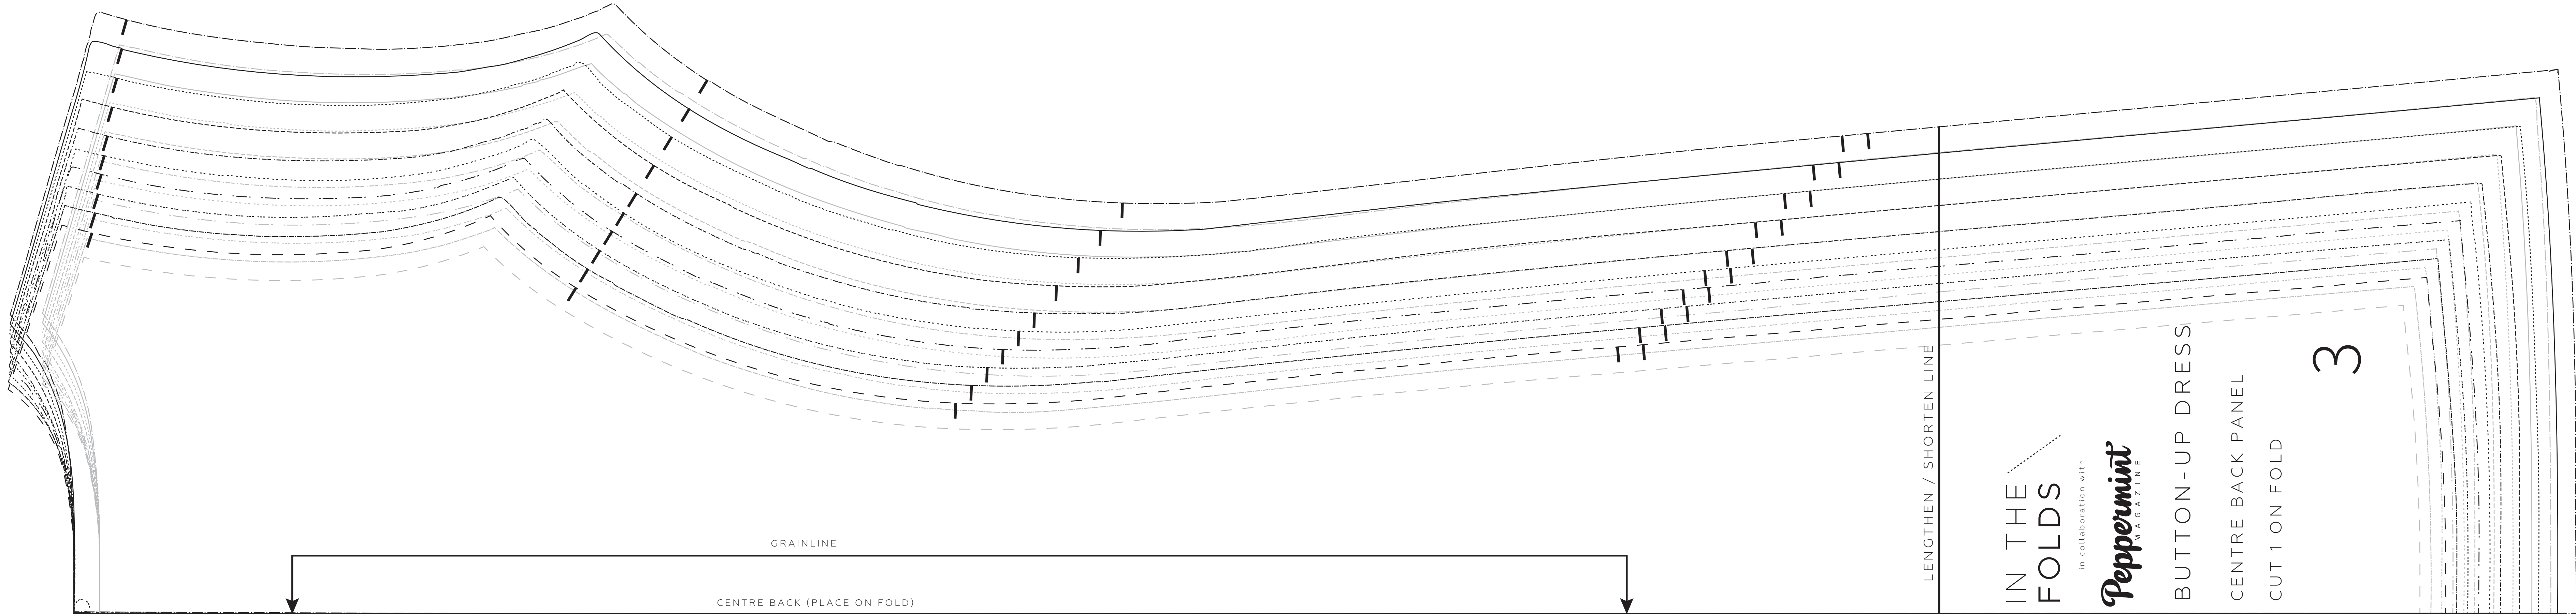 GRAINLINE
CENTRE BACK (PLACE ON FOLD)
LENGTHEN / SHORTEN LINE
IN THE
FOLDS
in collaboration with
Peppermint
MAGAZINE
BUTTON-UP DRESS
CENTRE BACK PANEL
CUT 1 ON FOLD
3